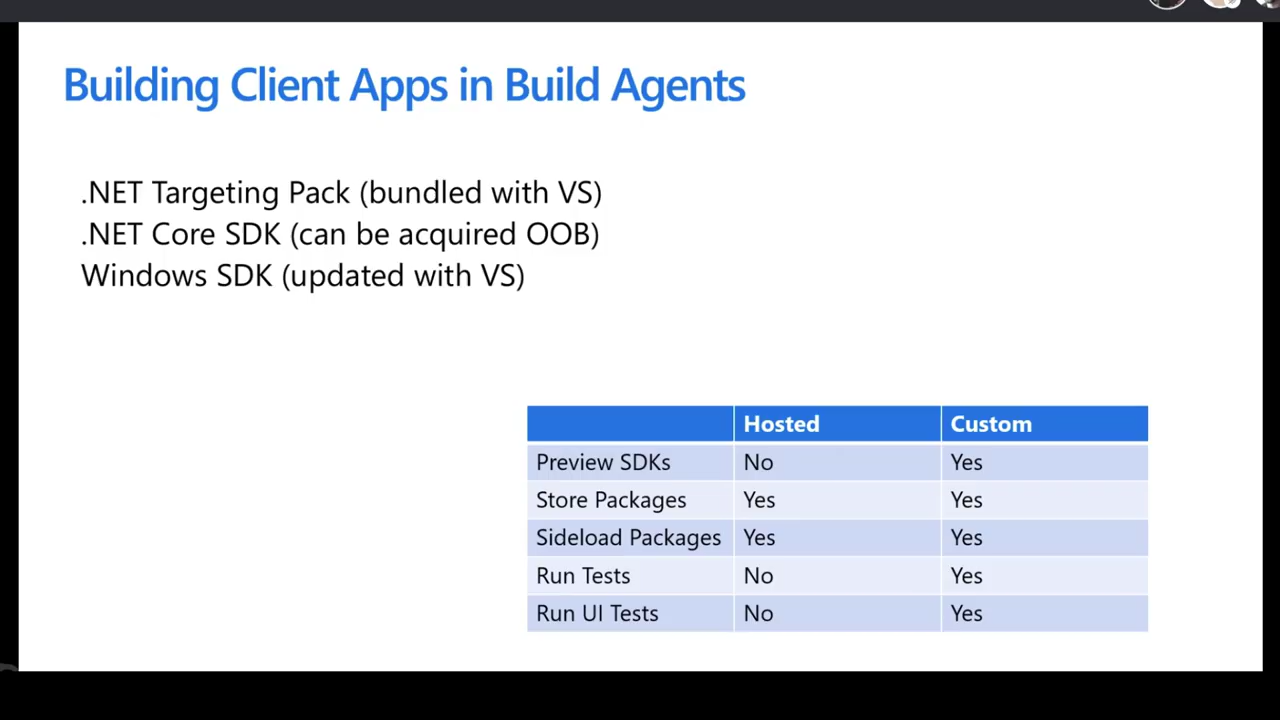 Building Client Apps in Build Agents
.NET Targeting Pack (bundled with VS)
.NET Core SDK (can be acquired OOB)
Windows SDK (updated with VS)
Hosted Custom
Preview SDKs No Yes
Store Packages Yes Yes
Sideload Packages Yes Yes
Run Tests No Yes
Run UI Tests No Yes